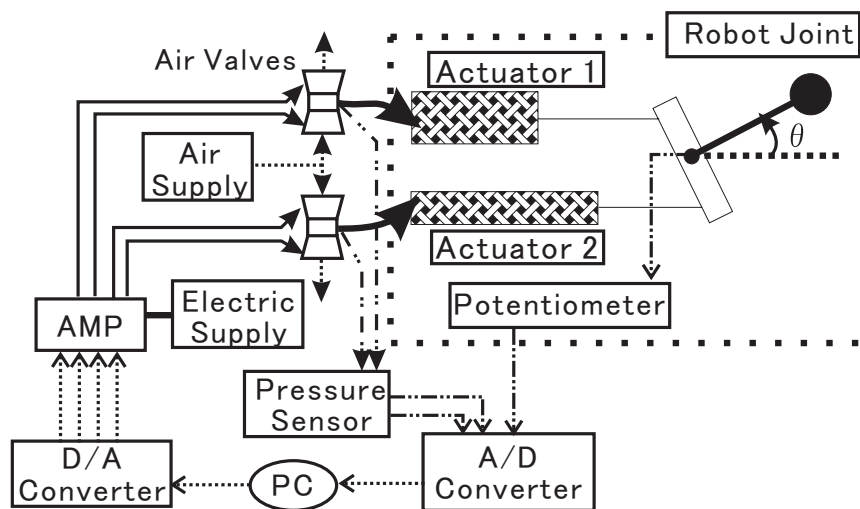 Robot Joint
Air Valves
Actuator 1
Air
Supply
θ
Actuator 2
Electric
Supply
AMP
Potentiometer
Pressure
Sensor
D/A
Converter
PC
A/D
Converter